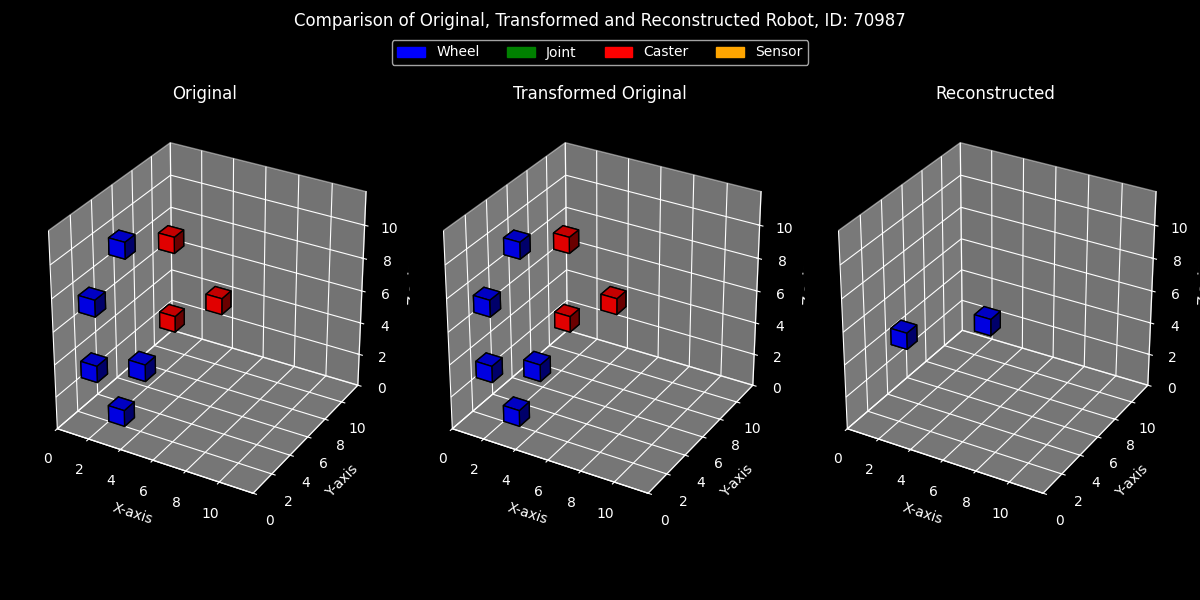 Comparison of Original, Transformed and Reconstructed Robot, ID: 70987
Wheel Joint Caster Sensor
Original Transformed Original Reconstructed
10 10 10
8 8 8
6 6 6
4 4 4
2 2 2
0 0 0
10 10 10
8 8 8
6 6 6
4 4 4
2 2 2
0 0 0
0 2 4 6 8 10 0 2 4 6 8 10 0 2 4 6 8 10
X-axis Y-axis X-axis Y-axis X-axis Y-axis